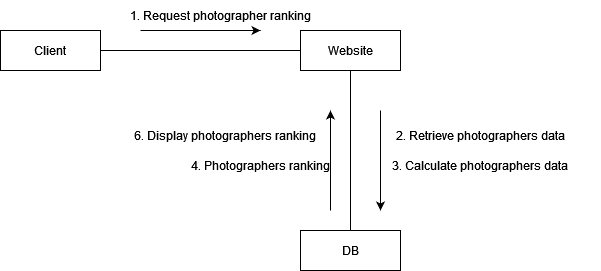 1. Request photographer ranking
Client
Website
6. Display photographers ranking
2. Retrieve photographers data
4. Photographers ranking
3. Calculate photographers data
DB